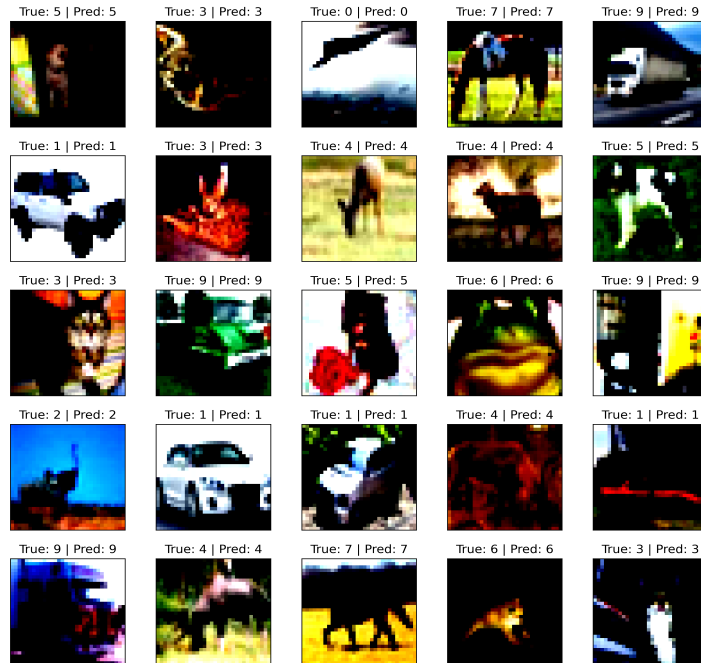 True: 5 | Pred: 5
True: 3 | Pred: 3
True: 0 | Pred: 0
True: 7 | Pred: 7
True: 9 | Pred: 9
True: 1 | Pred: 1
True: 3 | Pred: 3
True: 4 | Pred: 4
True: 4 | Pred: 4
True: 5 | Pred: 5
True: 3 | Pred: 3
True: 9 | Pred: 9
True: 5 | Pred: 5
True: 6 | Pred: 6
True: 9 | Pred: 9
True: 2 | Pred: 2
True: 1 | Pred: 1
True: 1 | Pred: 1
True: 4 | Pred: 4
True: 1 | Pred: 1
True: 9 | Pred: 9
True: 4 | Pred: 4
True: 7 | Pred: 7
True: 6 | Pred: 6
True: 3 | Pred: 3